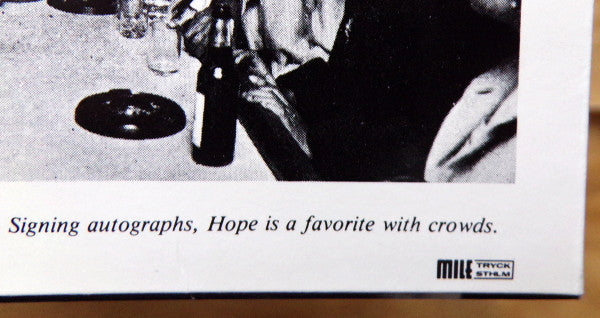 Signing autographs, Hope is a favorite with crowds.
MILE TRYCK
STHLM